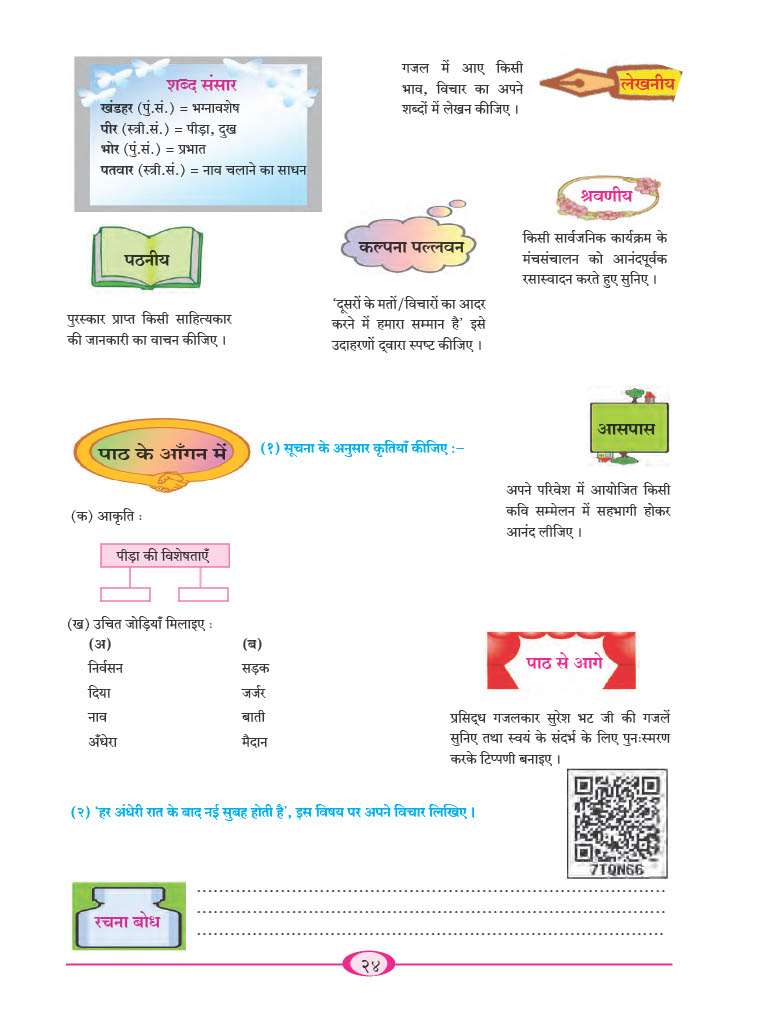 शब्द संसार
खंडहर (पुं.सं.) = भग्नावशेष
पीर (स्त्री.सं.) = पीड़ा, दुख
भोर (पुं.सं.) = प्रभात
पतवार (स्त्री.सं.) = नाव चलाने का साधन
गजल में आए किसी
भाव, विचार का अपने
शब्दों में लेखन कीजिए ।
लेखनीय
श्रवणीय
किसी सार्वजनिक कार्यक्रम के
मंचसंचालन को आनंदपूर्वक
रसास्वादन करते हुए सुनिए ।
पठनीय
पुरस्कार प्राप्त किसी साहित्यकार
की जानकारी का वाचन कीजिए ।
कल्पना पल्लवन
‘दूसरों के मतों/विचारों का आदर
करने में हमारा सम्मान है’ इसे
उदाहरणों द्‌वारा स्पष्ट कीजिए ।
आसपास
अपने परिवेश में आयोजित किसी
कवि सम्मेलन में सहभागी होकर
आनंद लीजिए ।
पाठ के आँगन में
(१) सूचना के अनुसार कृतियाँ कीजिए :–
(क) आकृति :
पीड़ा की विशेषताएँ
(ख) उचित जोड़ियाँ मिलाइए :
(अ) (ब)
निर्वसन सड़क
दिया जर्जर
नाव बाती
अँधेरा मैदान
पाठ से आगे
प्रसिद्‌ध गजलकार सुरेश भट जी की गजलें
सुनिए तथा स्वयं के संदर्भ के लिए पुनःस्मरण
करके टिप्पणी बनाइए ।
7TQN66
(२) ‘हर अंधेरी रात के बाद नई सुबह होती है’, इस विषय पर अपने विचार लिखिए ।
रचना बोध
२४